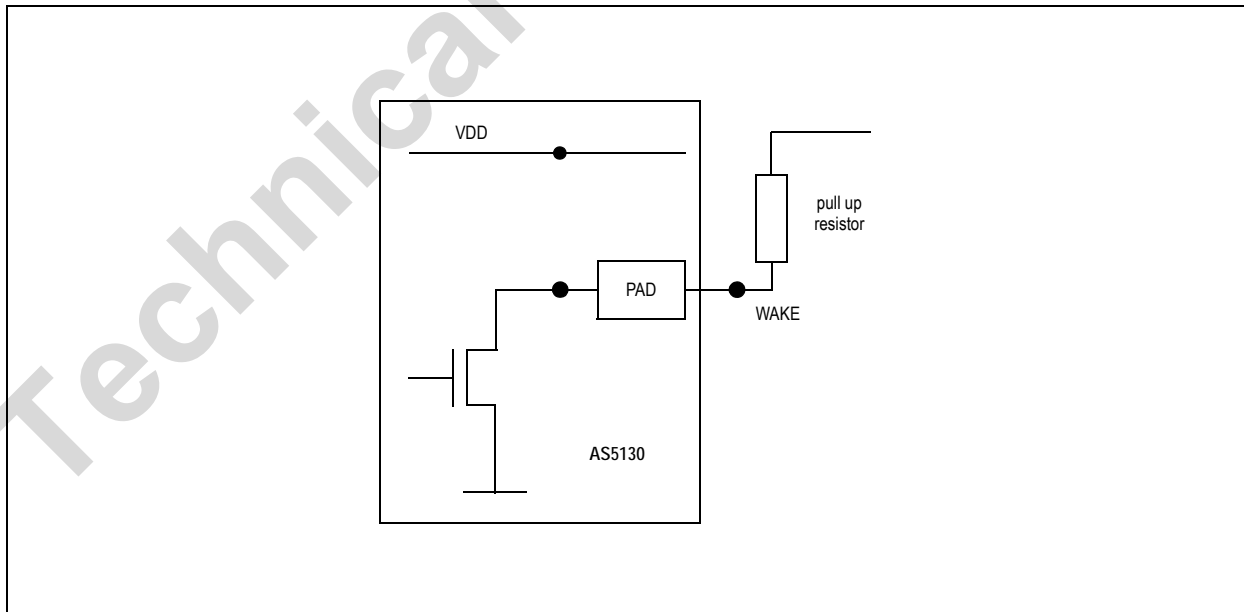 Technical
VDD
pull up
resistor
PAD
WAKE
AS5130